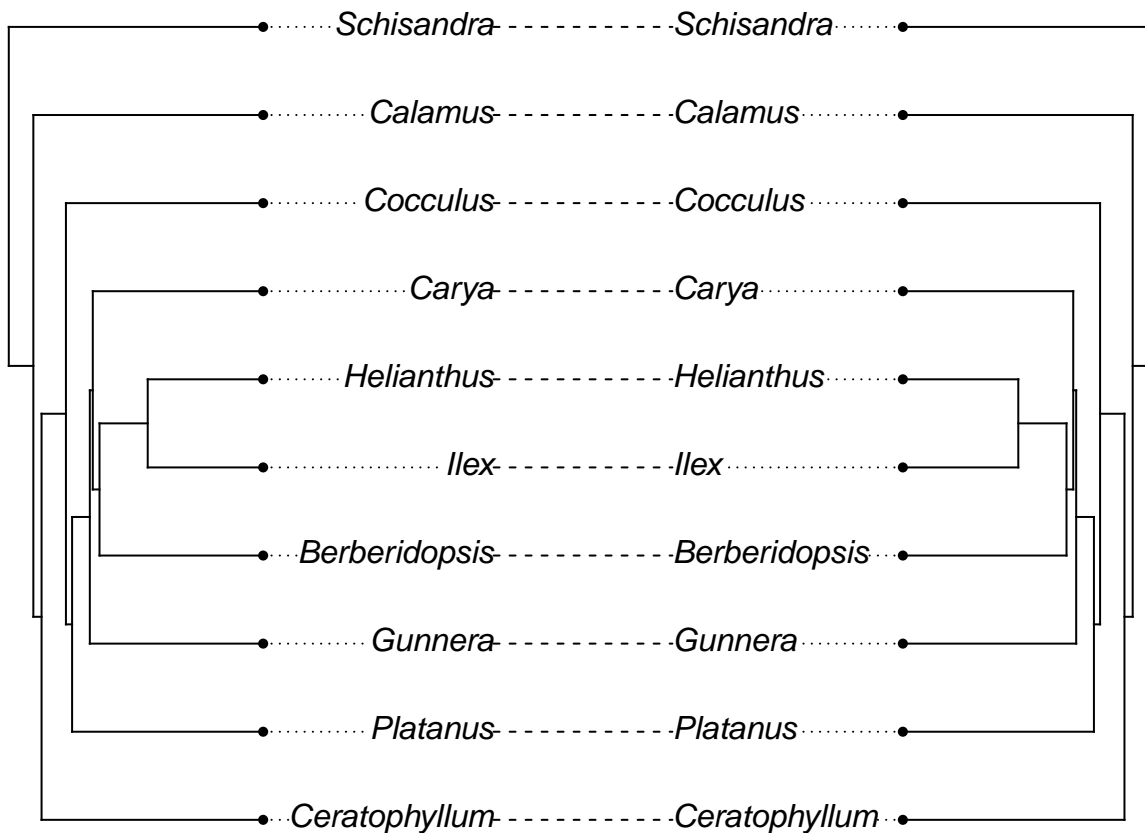 Schisandra Schisandra
Calamus Calamus
Cocculus Cocculus
Carya Carya
Helianthus Helianthus
Ilex Ilex
Berberidopsis Berberidopsis
Gunnera Gunnera
Platanus Platanus
Ceratophyllum Ceratophyllum